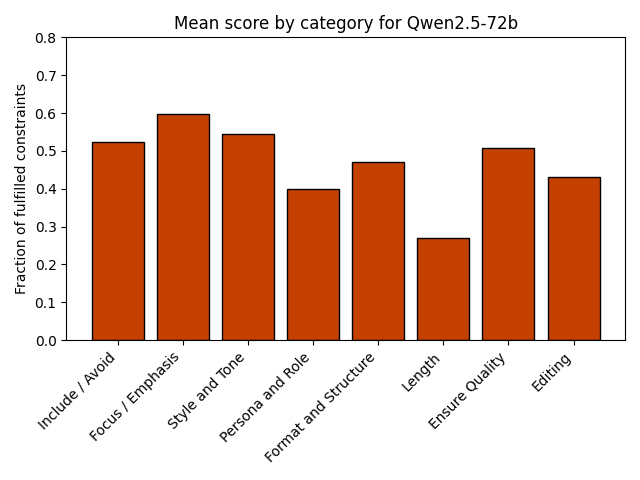 Mean score by category for Qwen2.5-72b
Fraction of fulfilled constraints
0.8
0.7
0.6
0.5
0.4
0.3
0.2
0.1
0.0
Include / Avoid
Focus / Emphasis
Style and Tone
Persona and Role
Format and Structure
Length
Ensure Quality
Editing